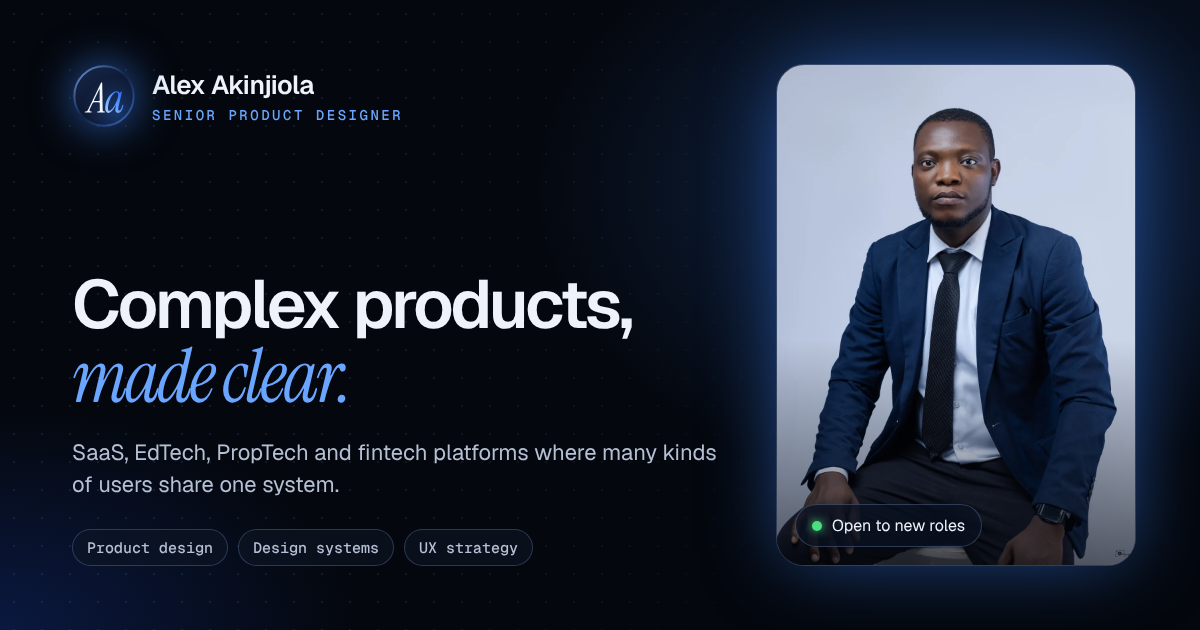 Aa
Alex Akinjiola
SENIOR PRODUCT DESIGNER
Complex products,
made clear.
SaaS, EdTech, PropTech and fintech platforms where many kinds
of users share one system.
Product design
Design systems
UX strategy
Open to new roles